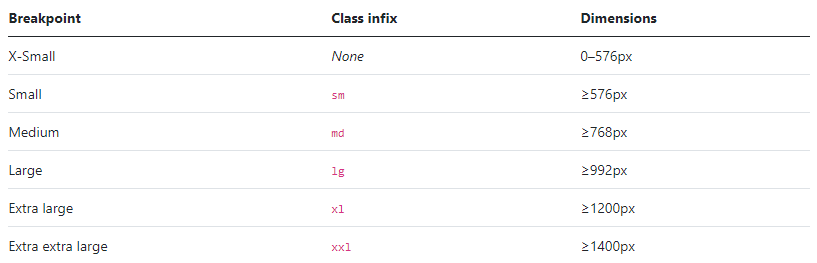 Breakpoint Class infix Dimensions
X-Small None 0–576px
Small sm ≥576px
Medium md ≥768px
Large lg ≥992px
Extra large xl ≥1200px
Extra extra large xxl ≥1400px